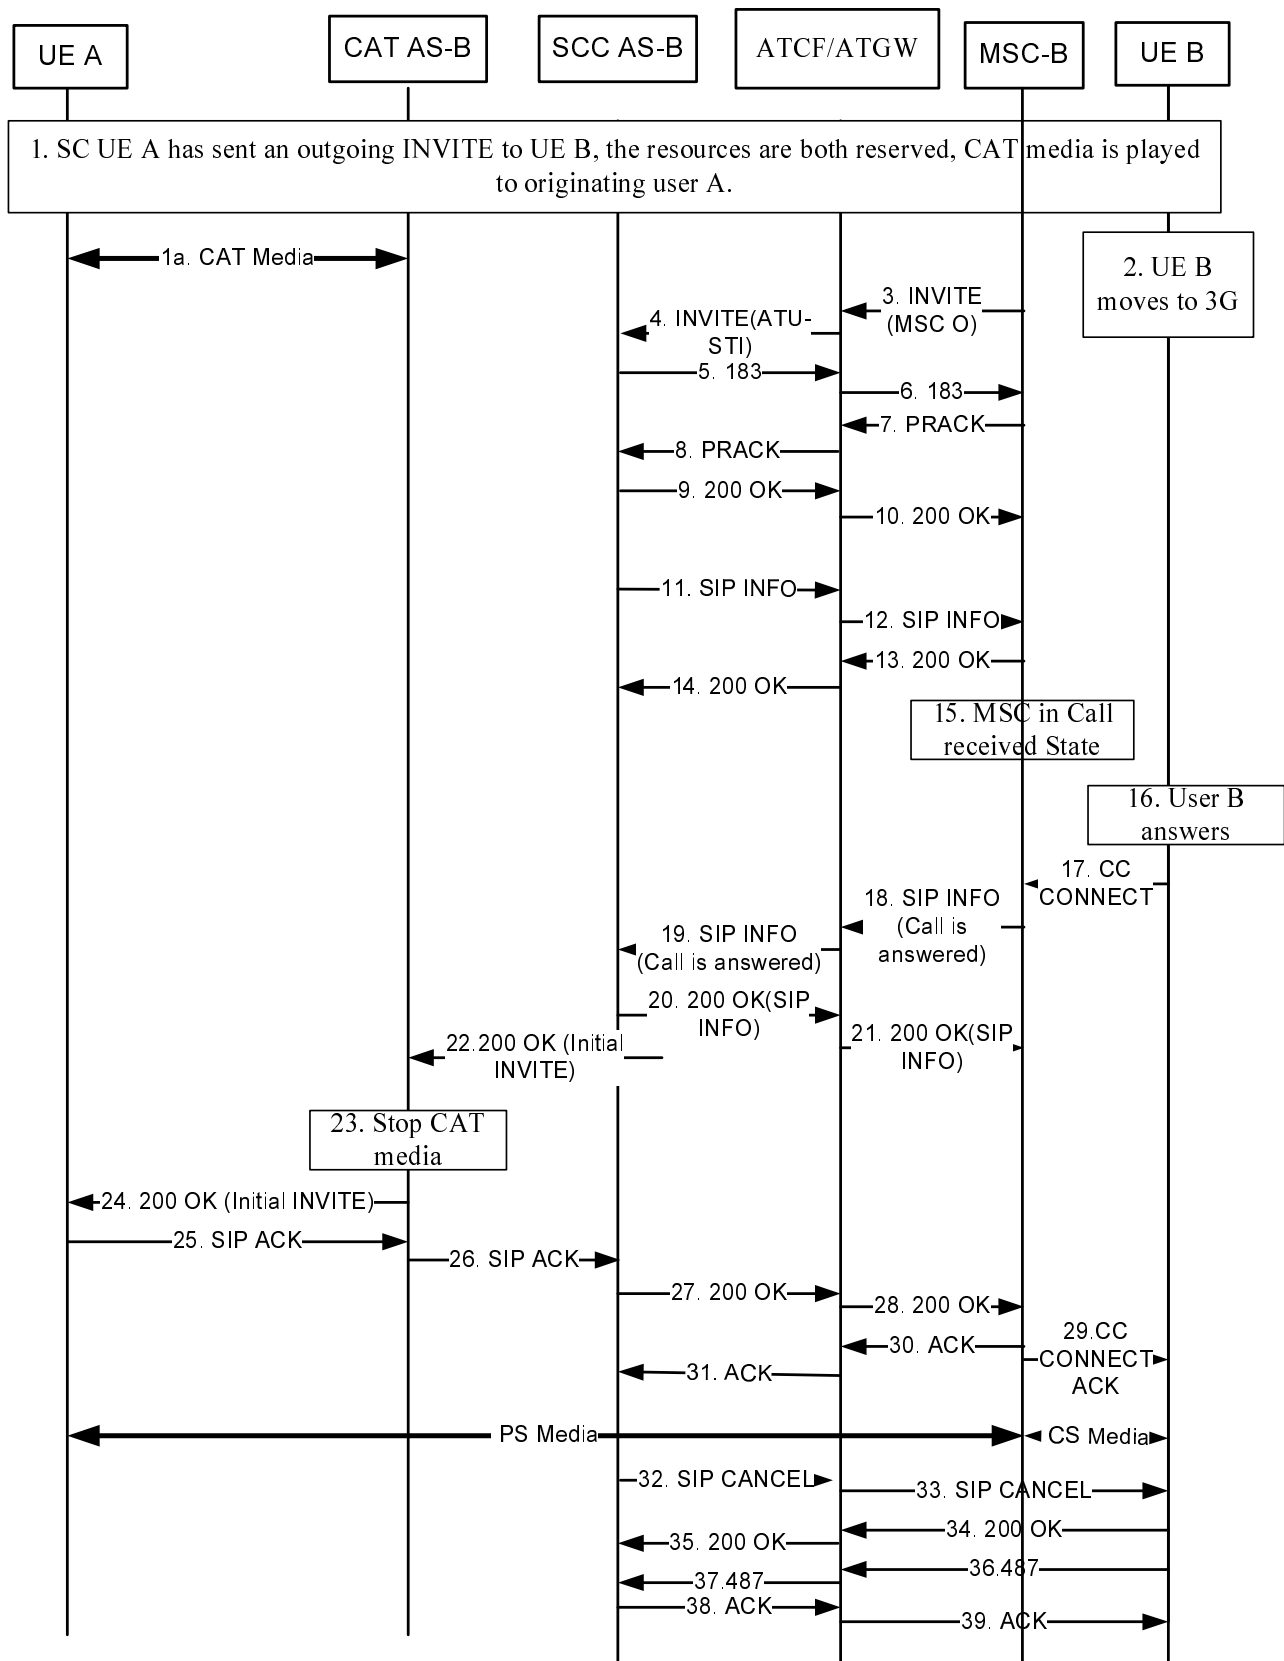 UE A
CAT AS-B
SCC AS-B
ATCF/ATGW
MSC-B
UE B
1. SC UE A has sent an outgoing INVITE to UE B, the resources are both reserved, CAT media is played
to originating user A.
1a. CAT Media
2. UE B
moves to 3G
3. INVITE
(MSC O)
4. INVITE(ATU-
STI)
5. 183
6. 183
7. PRACK
8. PRACK
9. 200 OK
10. 200 OK
11. SIP INFO
12. SIP INFO
13. 200 OK
14. 200 OK
15. MSC in Call
received State
16. User B
answers
17. CC
CONNECT
18. SIP INFO
(Call is
answered)
19. SIP INFO
(Call is answered)
20. 200 OK(SIP
INFO)
21. 200 OK(SIP
INFO)
22.200 OK (Initial
INVITE)
23. Stop CAT
media
24. 200 OK (Initial INVITE)
25. SIP ACK
26. SIP ACK
27. 200 OK
28. 200 OK
29.CC
CONNECT
ACK
30. ACK
31. ACK
PS Media
CS Media
32. SIP CANCEL
33. SIP CANCEL
34. 200 OK
35. 200 OK
36.487
37.487
38. ACK
39. ACK